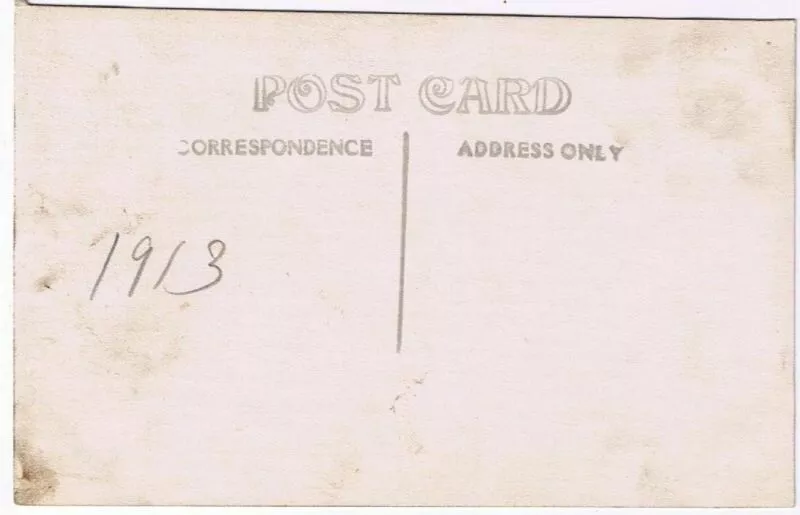 POST CARD
CORRESPONDENCE
ADDRESS ONLY
1913